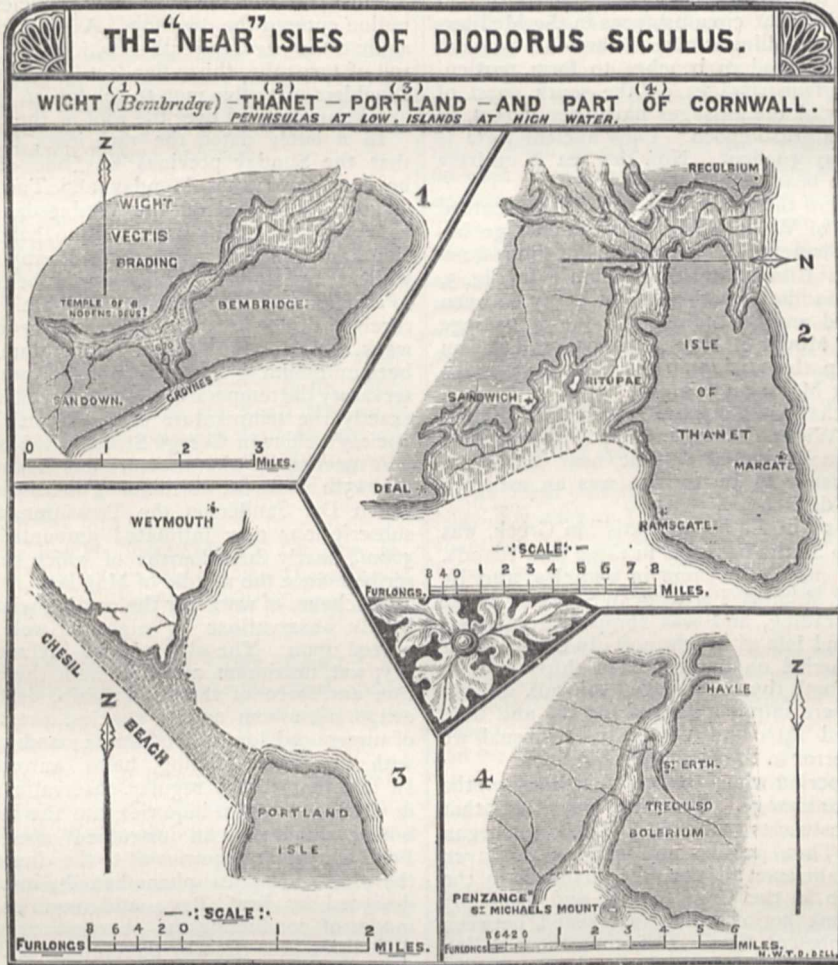 THE "NEAR" ISLES OF DIODORUS SICULUS.
(1) (2) (3) (4)
WIGHT (Bembridge) - THANET - PORTLAND - AND PART OF CORNWALL.
PENINSULAS AT LOW, ISLANDS AT HIGH WATER.
1
Z
WIGHT
VECTIS
BRADING
TEMPLE OF A
NODENS DEUS?
BEMBRIDGE.
SANDOWN.
GROYNES
0 1 2 3
MILES.
2
RECULBIUM
N
ISLE
OF
THANET
RITUPAE
SANDWICH
MARGATE
DEAL
RAMSGATE.
SCALE:
8 4 0 1 2 3 4 5 6 7 8
FURLONGS. MILES.
3
WEYMOUTH
CHESIL BEACH
Z
PORTLAND
ISLE
SCALE:
8 6 4 2 0 1 2
FURLONGS MILES.
4
Z
HAYLE
ST ERTH.
BOLERIUM
PENZANCE
ST MICHAELS MOUNT
8 6 4 2 0 1 2 3 4 5 6
FURLONGS MILES.